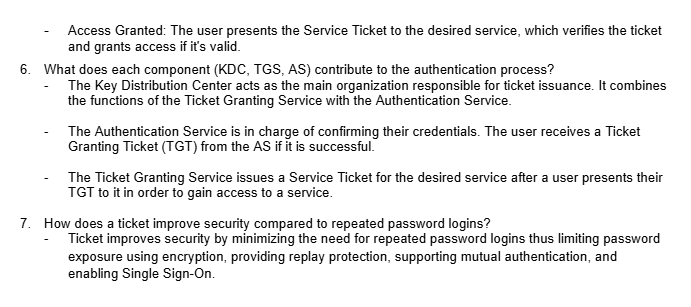 - Access Granted: The user presents the Service Ticket to the desired service, which verifies the ticket
and grants access if it's valid.
6. What does each component (KDC, TGS, AS) contribute to the authentication process?
- The Key Distribution Center acts as the main organization responsible for ticket issuance. It combines
the functions of the Ticket Granting Service with the Authentication Service.
- The Authentication Service is in charge of confirming their credentials. The user receives a Ticket
Granting Ticket (TGT) from the AS if it is successful.
- The Ticket Granting Service issues a Service Ticket for the desired service after a user presents their
TGT to it in order to gain access to a service.
7. How does a ticket improve security compared to repeated password logins?
- Ticket improves security by minimizing the need for repeated password logins thus limiting password
exposure using encryption, providing replay protection, supporting mutual authentication, and
enabling Single Sign-On.